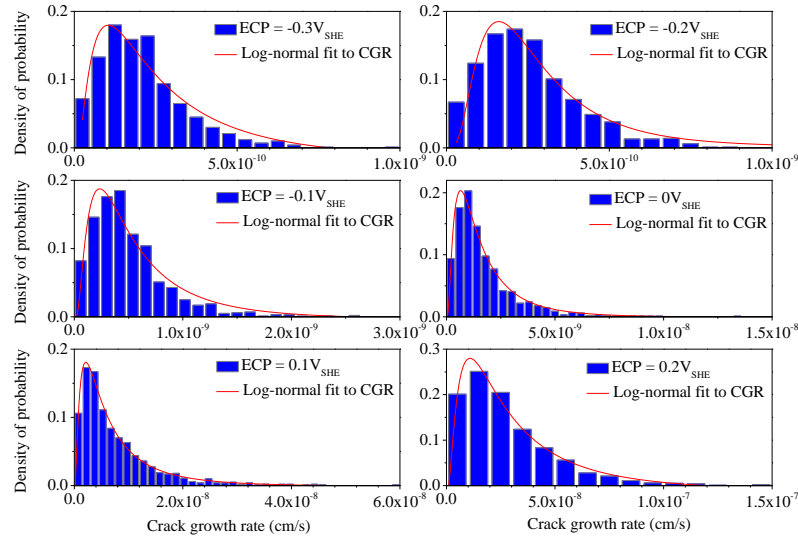 Density of probability
0.2
0.1
0.0
ECP = -0.3V_SHE
Log-normal fit to CGR
0.0
5.0x10^-10
1.0x10^-9
0.2
0.1
0.0
ECP = -0.2V_SHE
Log-normal fit to CGR
0.0
5.0x10^-10
1.0x10^-9
Density of probability
0.2
0.1
0.0
ECP = -0.1V_SHE
Log-normal fit to CGR
0.0
1.0x10^-9
2.0x10^-9
3.0x10^-9
0.2
0.1
0.0
ECP = 0V_SHE
Log-normal fit to CGR
0.0
5.0x10^-9
1.0x10^-8
1.5x10^-8
Density of probability
0.2
0.1
0.0
ECP = 0.1V_SHE
Log-normal fit to CGR
0.0
2.0x10^-8
4.0x10^-8
6.0x10^-8
Crack growth rate (cm/s)
0.3
0.2
0.1
0.0
ECP = 0.2V_SHE
Log-normal fit to CGR
0.0
5.0x10^-8
1.0x10^-7
1.5x10^-7
Crack growth rate (cm/s)